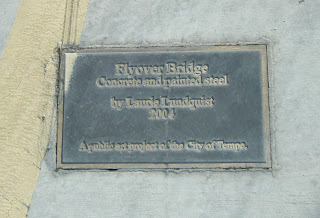 Flyover Bridge
Concrete and painted steel
by Laurie Lundquist
2004
A public art project of the City of Tempe.